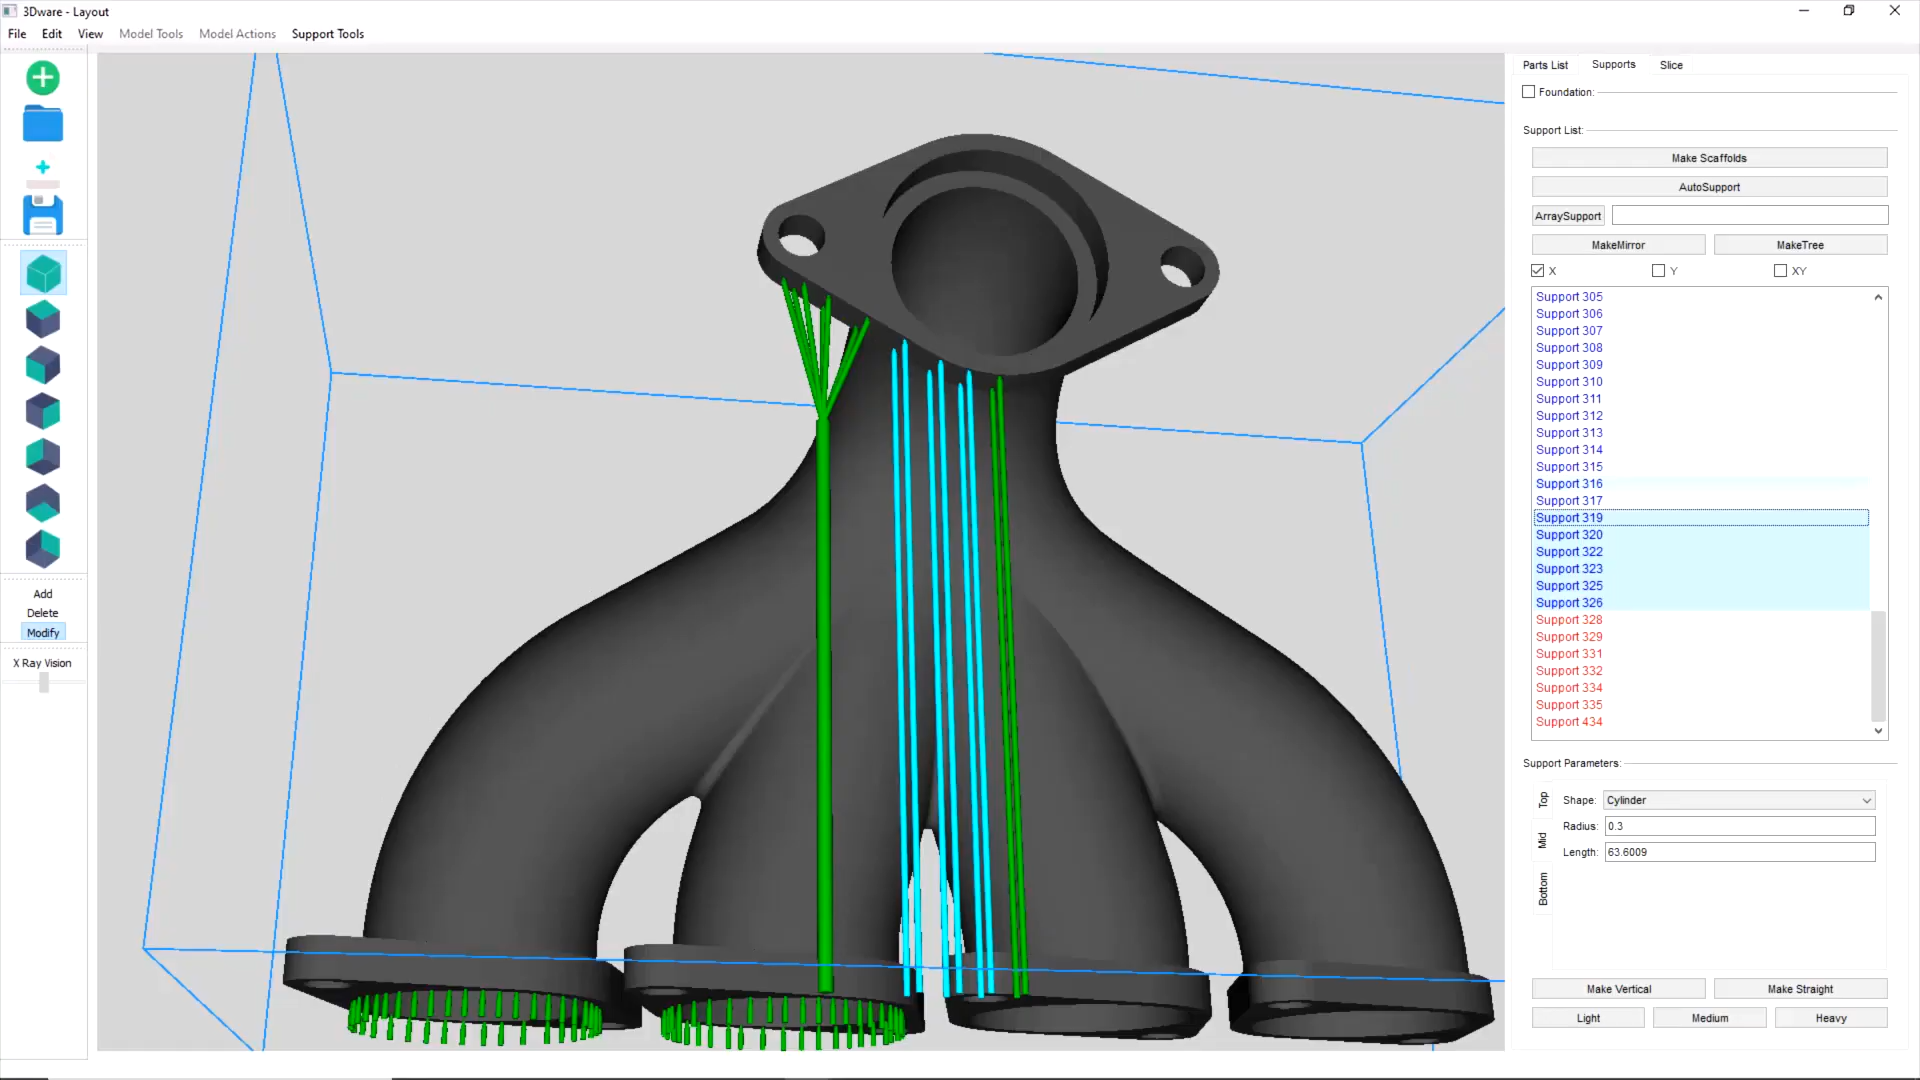 3Dware - Layout
File Edit View Model Tools Model Actions Support Tools
Parts List Supports Slice
Foundation:
Support List:
Make Scaffolds
AutoSupport
ArraySupport
MakeMirror MakeTree
X Y XY
Support 305
Support 306
Support 307
Support 308
Support 309
Support 310
Support 311
Support 312
Support 313
Support 314
Support 315
Support 316
Support 317
Support 319
Support 320
Support 322
Support 323
Support 325
Support 326
Support 328
Support 329
Support 331
Support 332
Support 334
Support 335
Support 434
Add
Delete
Modify
X Ray Vision
Support Parameters:
Top
Mid
Bottom
Shape: Cylinder
Radius: 0.3
Length: 63.6009
Make Vertical Make Straight
Light Medium Heavy